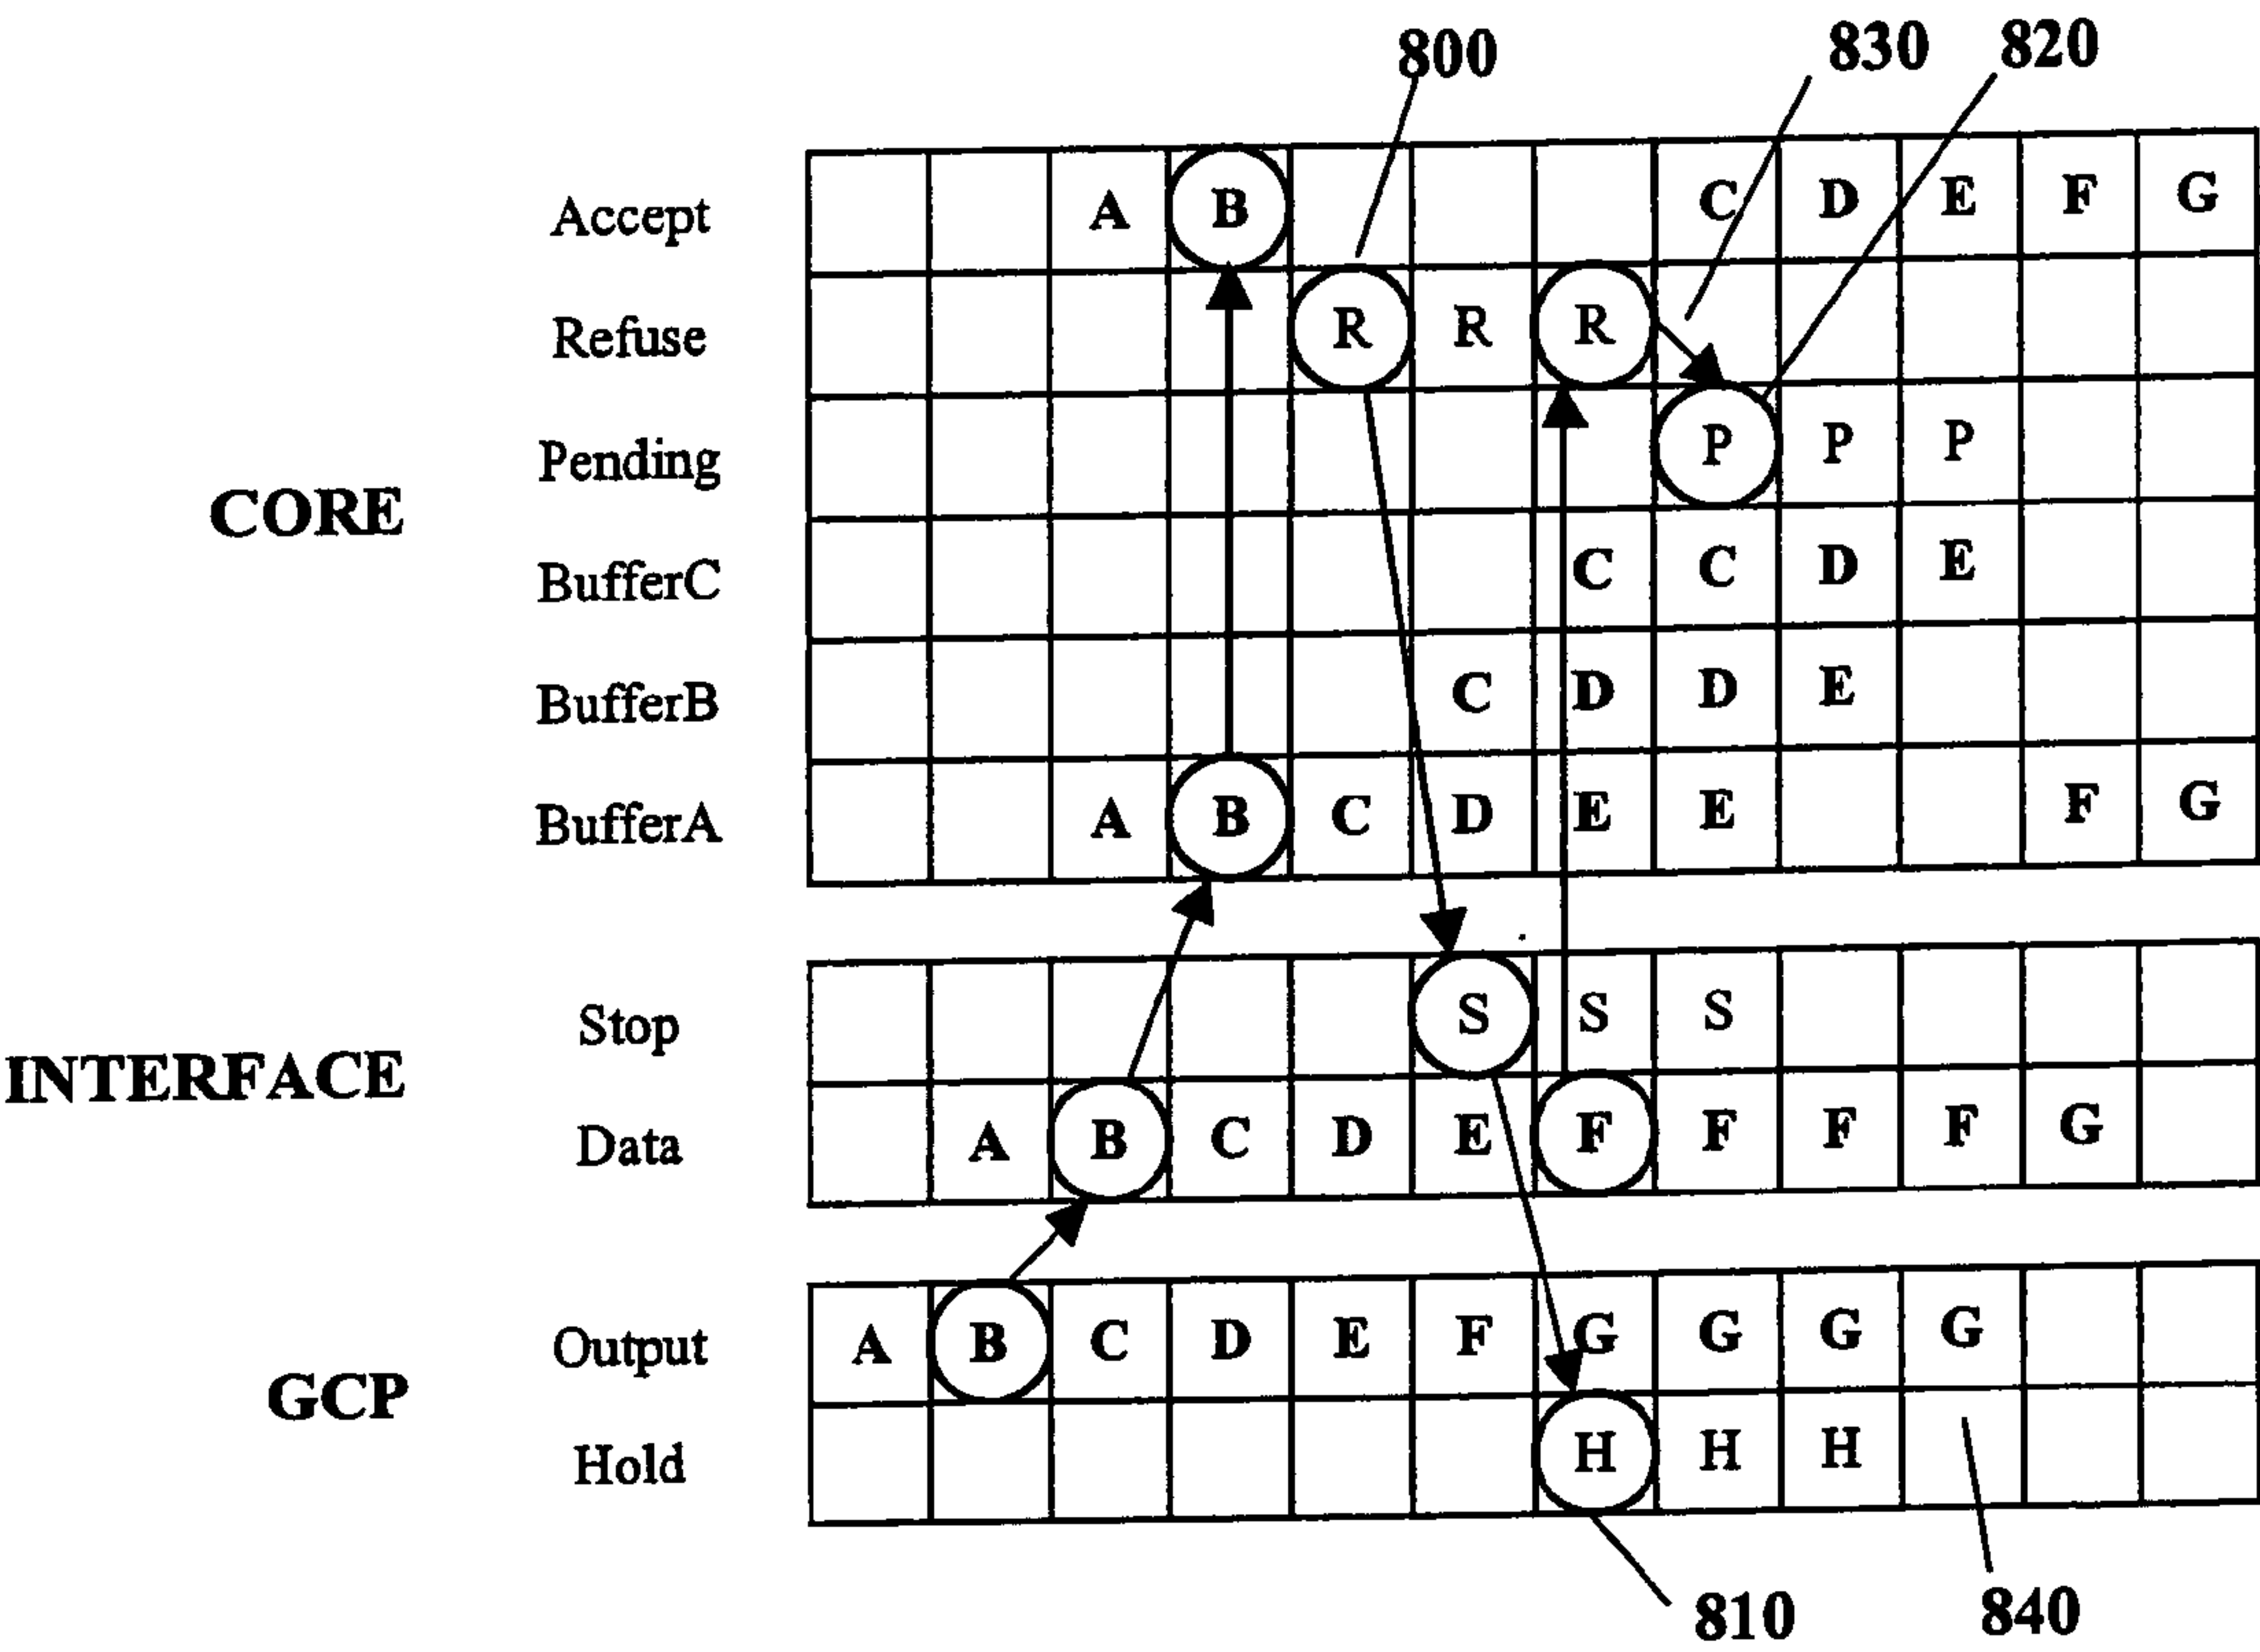 800 830 820
Accept A B C D E F G
Refuse R R R
Pending P P P
CORE
BufferC C C D E
BufferB C D D E
BufferA A B C D E E F G
Stop S S S
INTERFACE
Data A B C D E F F F F G
Output A B C D E F G G G G
GCP
Hold H H H
810 840